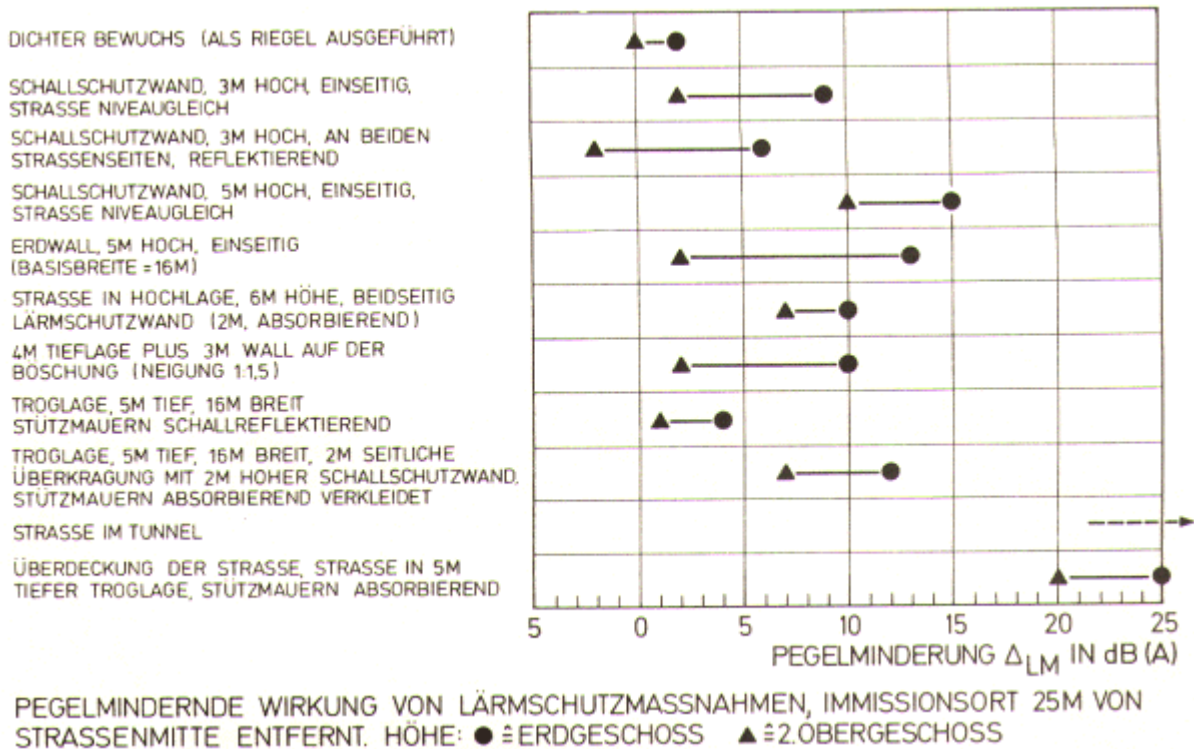 DICHTER BEWUCHS (ALS RIEGEL AUSGEFÜHRT)
SCHALLSCHUTZWAND, 3M HOCH, EINSEITIG,
STRASSE NIVEAUGLEICH
SCHALLSCHUTZWAND, 3M HOCH, AN BEIDEN
STRASSENSEITEN, REFLEKTIEREND
SCHALLSCHUTZWAND, 5M HOCH, EINSEITIG,
STRASSE NIVEAUGLEICH
ERDWALL, 5M HOCH, EINSEITIG
(BASISBREITE = 16M)
STRASSE IN HOCHLAGE, 6M HÖHE, BEIDSEITIG
LÄRMSCHUTZWAND (2M, ABSORBIEREND)
4M TIEFLAGE PLUS 3M WALL AUF DER
BÖSCHUNG (NEIGUNG 1:1,5)
TROGLAGE, 5M TIEF, 16M BREIT
STÜTZMAUERN SCHALLREFLEKTIEREND
TROGLAGE, 5M TIEF, 16M BREIT, 2M SEITLICHE
ÜBERKRAGUNG MIT 2M HOHER SCHALLSCHUTZWAND,
STÜTZMAUERN ABSORBIEREND VERKLEIDET
STRASSE IM TUNNEL
ÜBERDECKUNG DER STRASSE, STRASSE IN 5M
TIEFER TROGLAGE, STÜTZMAUERN ABSORBIEREND
5 0 5 10 15 20 25
PEGELMINDERUNG Δ LM IN dB (A)
PEGELMINDERNDE WIRKUNG VON LÄRMSCHUTZMASSNAHMEN, IMMISSIONSORT 25M VON
STRASSENMITTE ENTFERNT. HÖHE: ● ≙ ERDGESCHOSS ▲ ≙ 2.OBERGESCHOSS